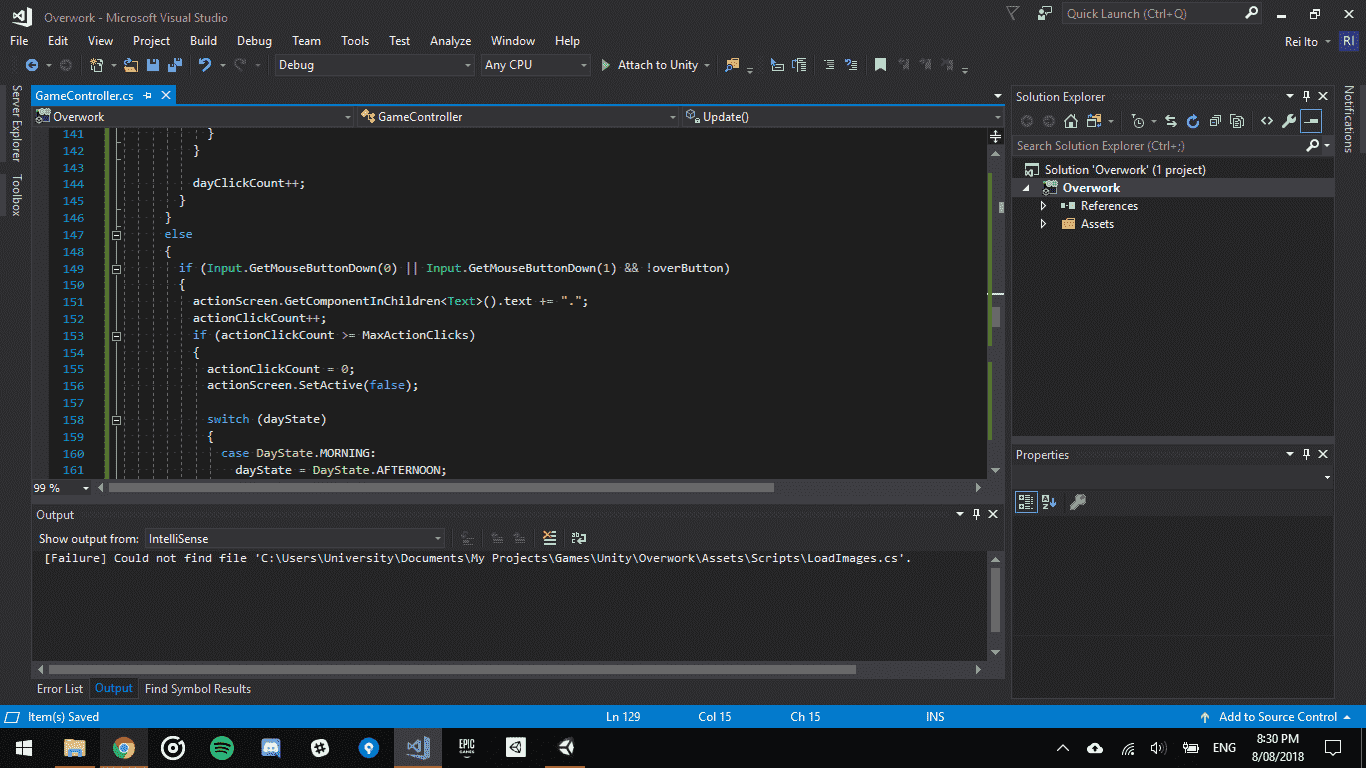 Overwork - Microsoft Visual Studio
Quick Launch (Ctrl+Q)
File Edit View Project Build Debug Team Tools Test Analyze Window Help
Rei Ito RI
Debug Any CPU Attach to Unity
Server Explorer
Toolbox
GameController.cs
Overwork GameController Update()
141 }
142 }
143
144 dayClickCount++;
145 }
146 }
147 else
148 {
149 if (Input.GetMouseButtonDown(0) || Input.GetMouseButtonDown(1) && !overButton)
150 {
151 actionScreen.GetComponentInChildren<Text>().text += ".";
152 actionClickCount++;
153 if (actionClickCount >= MaxActionClicks)
154 {
155 actionClickCount = 0;
156 actionScreen.SetActive(false);
157
158 switch (dayState)
159 {
160 case DayState.MORNING:
161 dayState = DayState.AFTERNOON;
99 %
Output
Show output from: IntelliSense
[Failure] Could not find file 'C:\Users\University\Documents\My Projects\Games\Unity\Overwork\Assets\Scripts\LoadImages.cs'.
Error List Output Find Symbol Results
Solution Explorer
Search Solution Explorer (Ctrl+;)
Solution 'Overwork' (1 project)
Overwork
References
Assets
Properties
Notifications
Item(s) Saved Ln 129 Col 15 Ch 15 INS Add to Source Control
EPIC GAMES
ENG
8:30 PM
8/08/2018